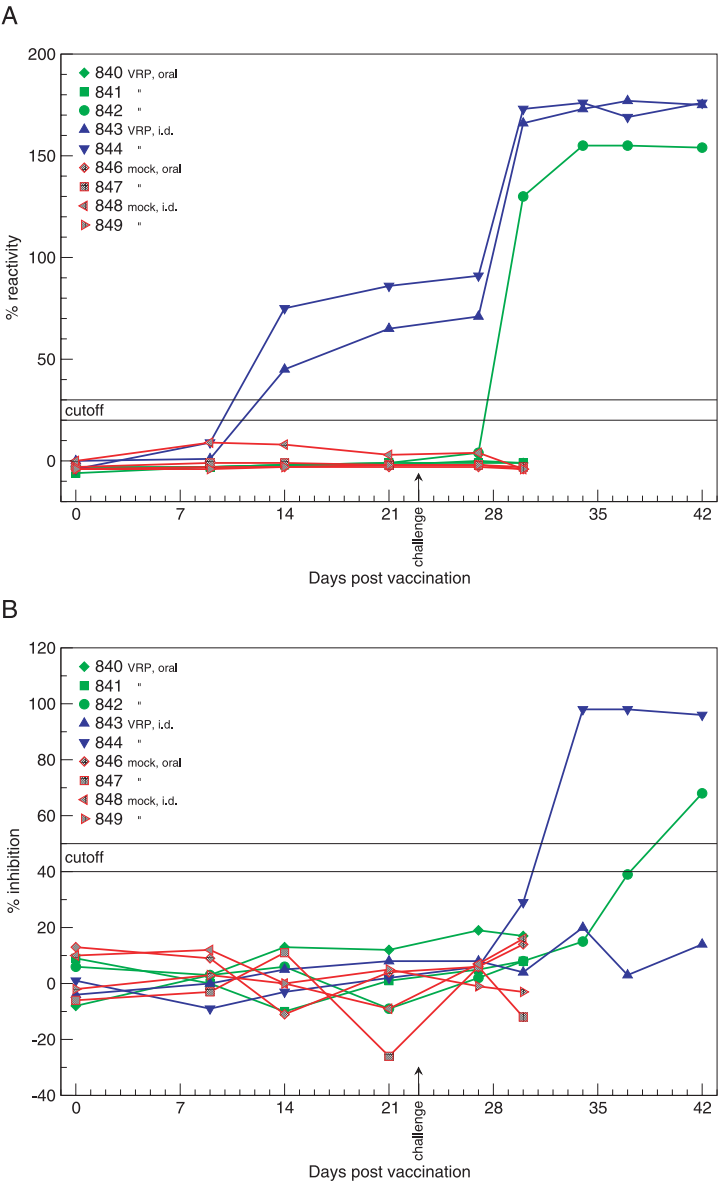 A
200
150
100
50
0
% reactivity
840 VRP, oral
841 "
842 "
843 VRP, i.d.
844 "
846 mock, oral
847 "
848 mock, i.d.
849 "
cutoff
0 7 14 21 28 35 42
challenge
Days post vaccination
B
120
100
80
60
40
20
0
-20
-40
% inhibition
840 VRP, oral
841 "
842 "
843 VRP, i.d.
844 "
846 mock, oral
847 "
848 mock, i.d.
849 "
cutoff
0 7 14 21 28 35 42
challenge
Days post vaccination